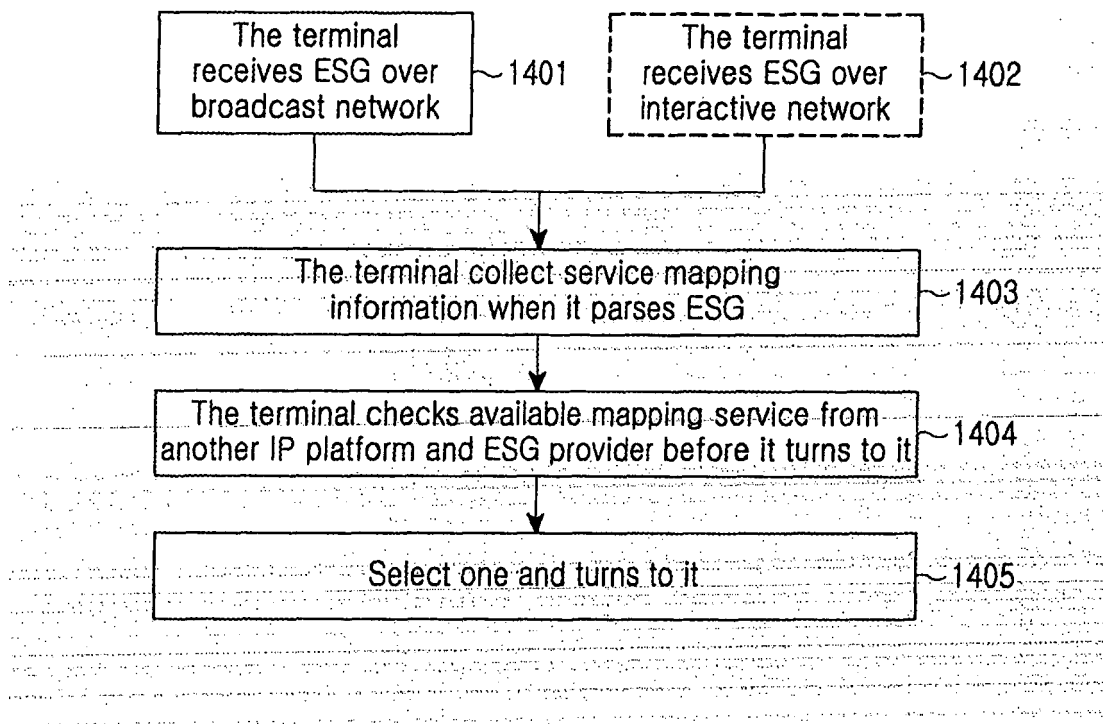 The terminal
receives ESG over
broadcast network
1401
The terminal
receives ESG over
interactive network
1402
The terminal collect service mapping
information when it parses ESG
1403
The terminal checks available mapping service from
another IP platform and ESG provider before it turns to it
1404
Select one and turns to it
1405